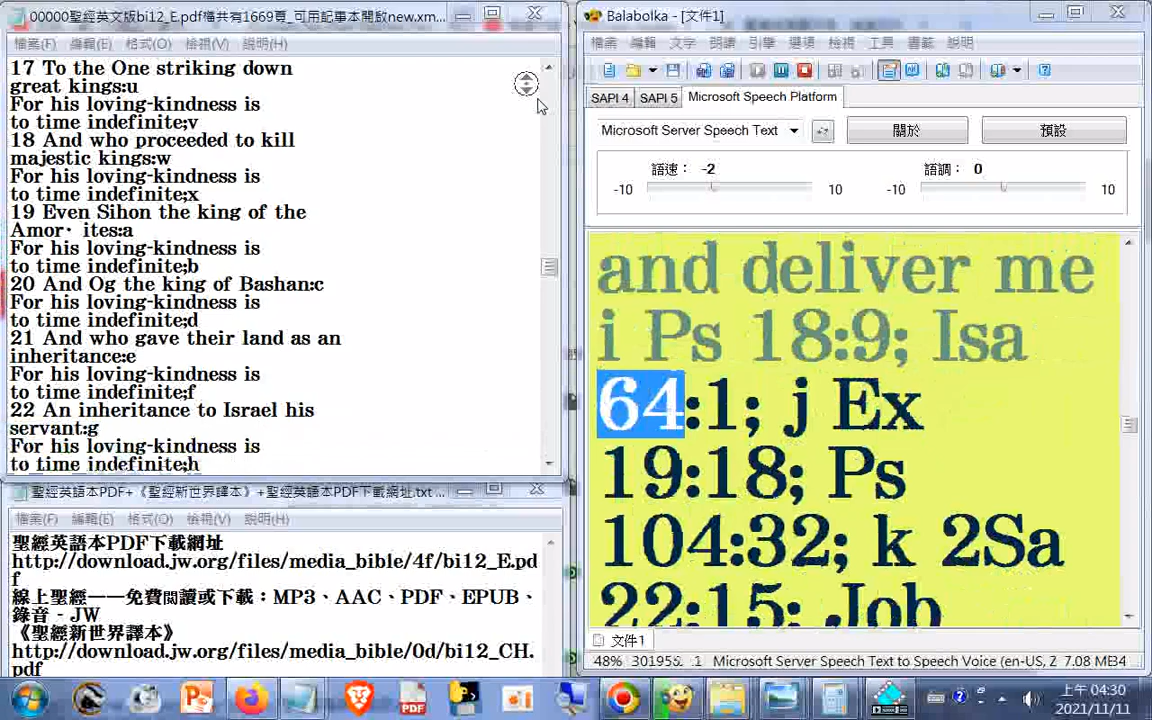 00000聖經英文版bi12_E.pdf檔共有1669頁_可用記事本開啟new.xm...
檔案(F) 編輯(E) 格式(O) 檢視(V) 說明(H)
17 To the One striking down
great kings:u
For his loving-kindness is
to time indefinite;v
18 And who proceeded to kill
majestic kings:w
For his loving-kindness is
to time indefinite;x
19 Even Sihon the king of the
Amor· ites:a
For his loving-kindness is
to time indefinite;b
20 And Og the king of Bashan:c
For his loving-kindness is
to time indefinite;d
21 And who gave their land as an
inheritance:e
For his loving-kindness is
to time indefinite;f
22 An inheritance to Israel his
servant:g
For his loving-kindness is
to time indefinite;h
聖經英語本PDF+《聖經新世界譯本》+聖經英語本PDF下載網址.txt ...
檔案(F) 編輯(E) 格式(O) 檢視(V) 說明(H)
聖經英語本PDF下載網址
http://download.jw.org/files/media_bible/4f/bi12_E.pd
f
線上聖經——免費閱讀或下載：MP3、AAC、PDF、EPUB、
錄音 - JW
《聖經新世界譯本》
http://download.jw.org/files/media_bible/0d/bi12_CH.
pdf
Balabolka - [文件1]
檔案 編輯 文字 朗讀 引擎 選項 檢視 工具 書籤 說明
SAPI 4 SAPI 5 Microsoft Speech Platform
Microsoft Server Speech Text 關於 預設
語速： -2 語調： 0
-10 10 -10 10
and deliver me
i Ps 18:9; Isa
64:1; j Ex
19:18; Ps
104:32; k 2Sa
22:15; Job
文件1
48% 301955. 1 Microsoft Server Speech Text to Speech Voice (en-US, Z 7.08 MB34
PDF
上午 04:30
2021/11/11